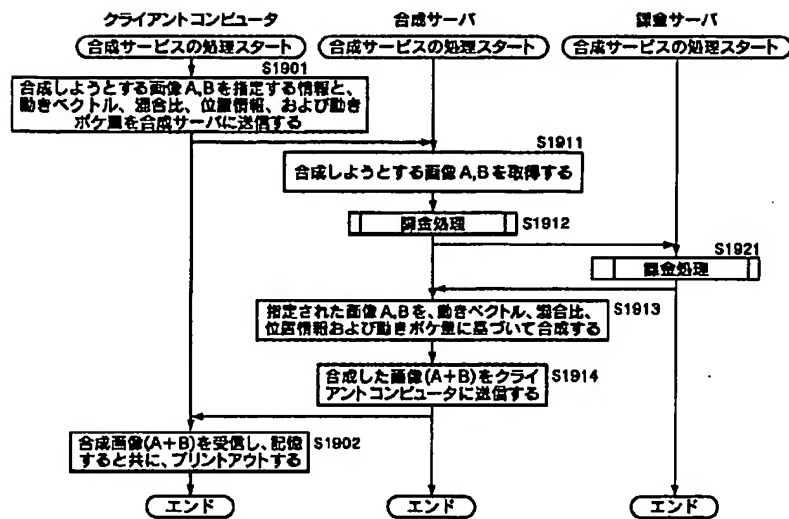 クライアントコンピュータ
合成サーバ
課金サーバ
合成サービスの処理スタート
合成サービスの処理スタート
合成サービスの処理スタート
S1901
合成しようとする画像A,Bを指定する情報と、
動きベクトル、混合比、位置情報、および動き
ボケ量を合成サーバに送信する
S1911
合成しようとする画像A,Bを取得する
課金処理
S1912
S1921
課金処理
指定された画像A,Bを、動きベクトル、混合比、
位置情報および動きボケ量に基づいて合成する
S1913
合成した画像(A+B)をクライ
アントコンピュータに送信する
S1914
合成画像(A+B)を受信し、記憶
すると共に、プリントアウトする
S1902
エンド
エンド
エンド